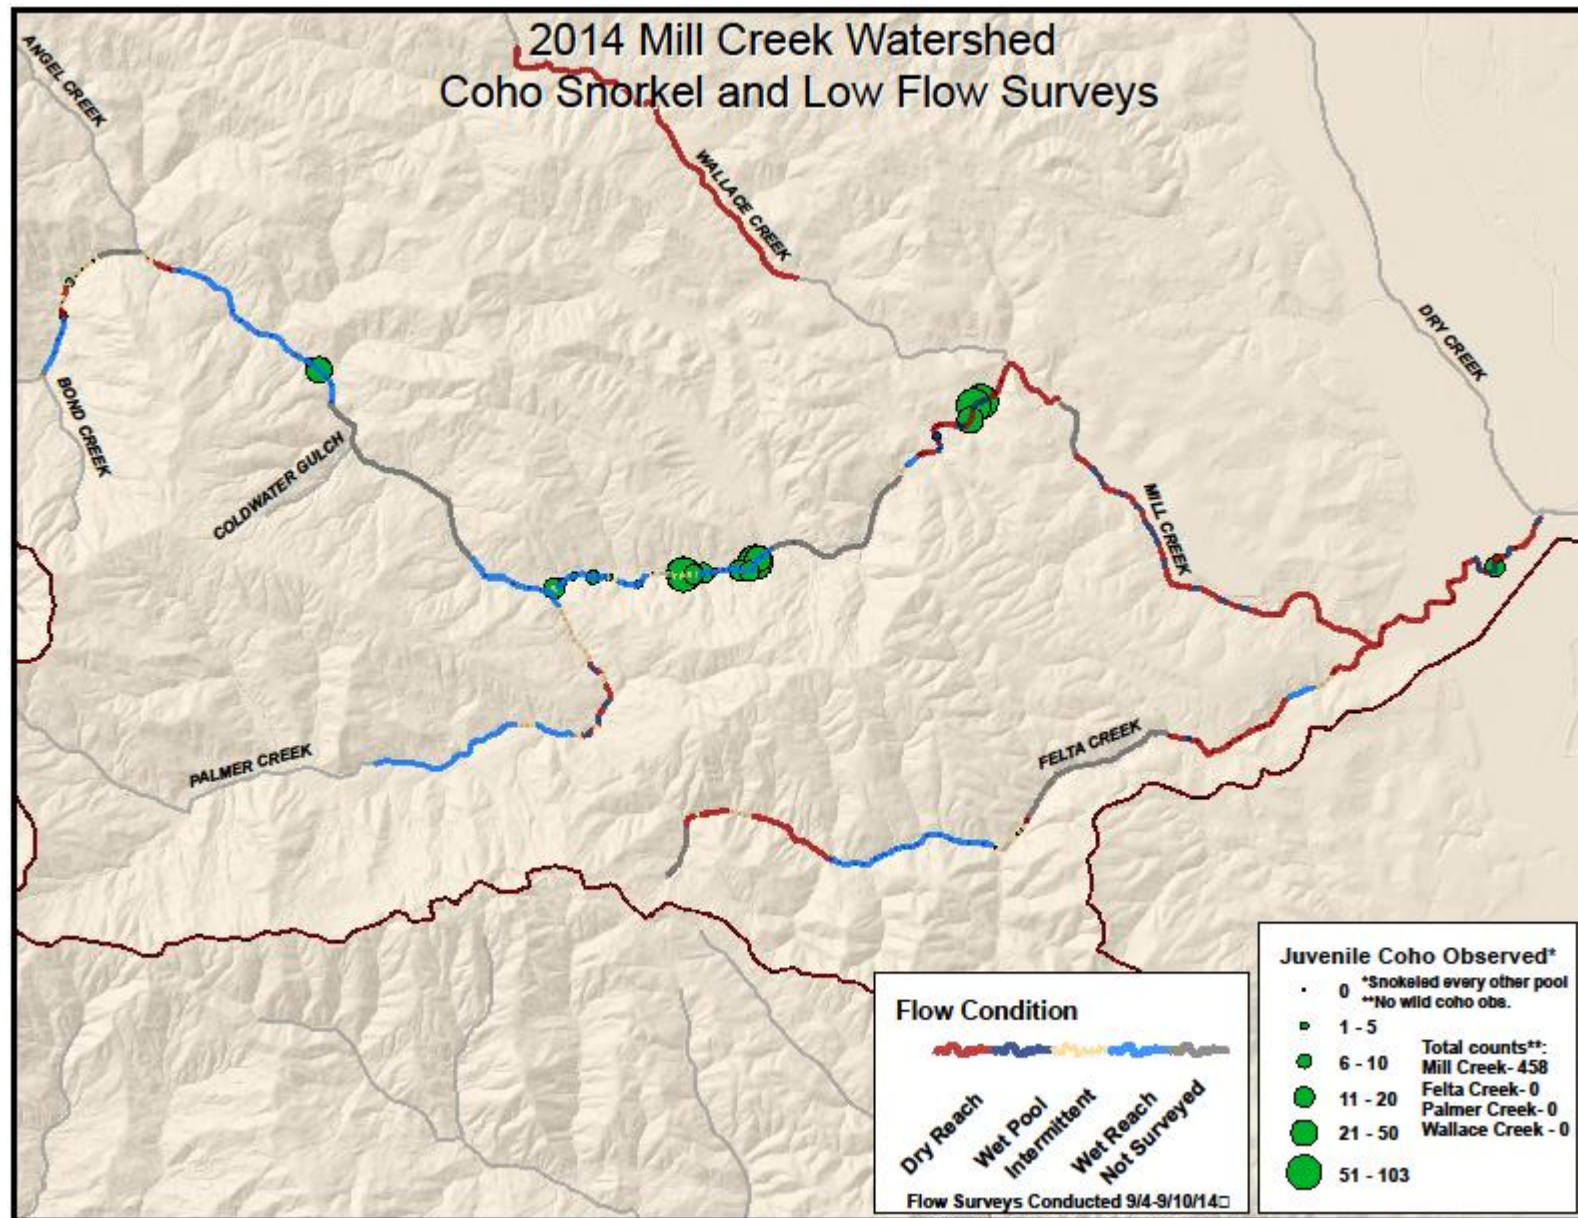 2014 Mill Creek Watershed
Coho Snorkel and Low Flow Surveys
ANGEL CREEK
WALLACE CREEK
DRY CREEK
BOND CREEK
COLDWATER GULCH
MILL CREEK
PALMER CREEK
FELTA CREEK
Flow Condition
Dry Reach
Wet Pool
Intermittent
Wet Reach
Not Surveyed
Flow Surveys Conducted 9/4-9/10/14□
Juvenile Coho Observed*
0 *Snokeled every other pool
**No wild coho obs.
1 - 5
6 - 10
11 - 20
21 - 50
51 - 103
Total counts**:
Mill Creek- 458
Felta Creek- 0
Palmer Creek- 0
Wallace Creek - 0